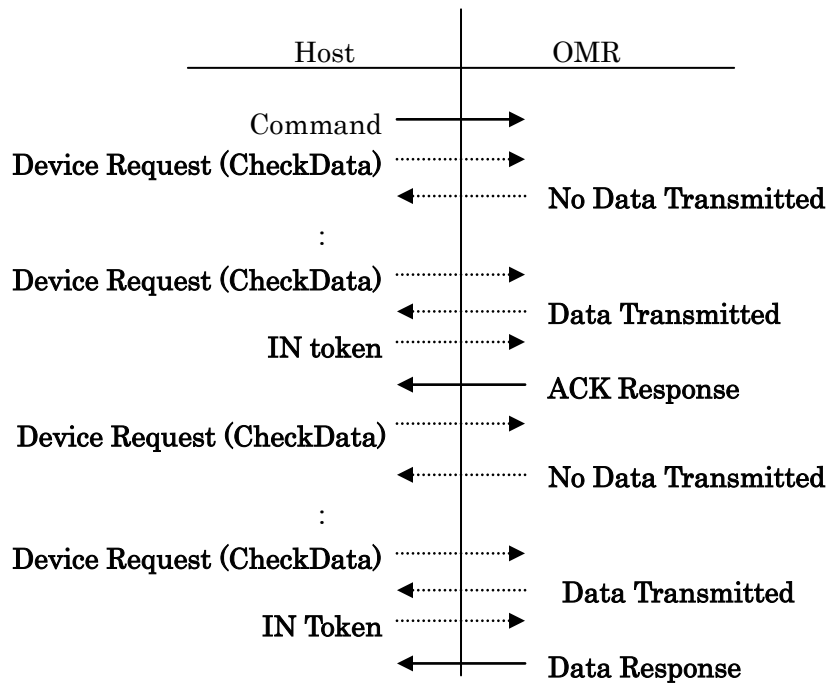 Host OMR
Command
Device Request (CheckData)
No Data Transmitted
:
Device Request (CheckData)
Data Transmitted
IN token
ACK Response
Device Request (CheckData)
No Data Transmitted
:
Device Request (CheckData)
Data Transmitted
IN Token
Data Response